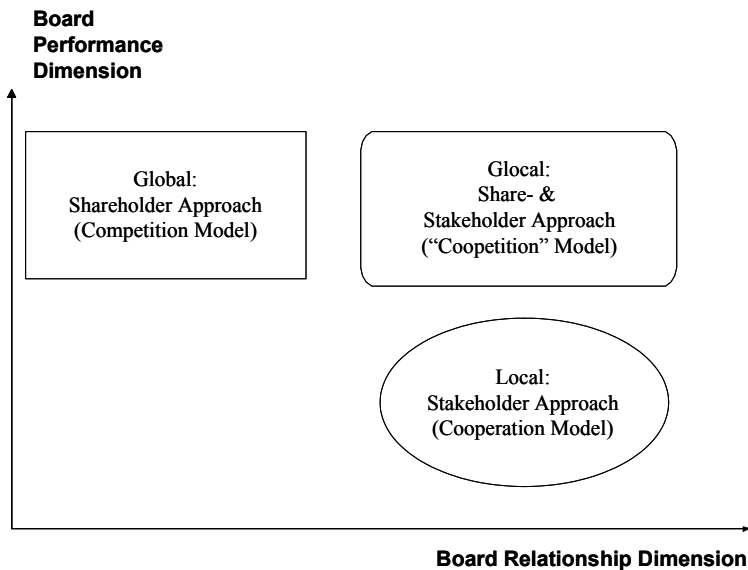 Board
Performance
Dimension
Global:
Shareholder Approach
(Competition Model)
Glocal:
Share- &
Stakeholder Approach
(“Coopetition” Model)
Local:
Stakeholder Approach
(Cooperation Model)
Board Relationship Dimension